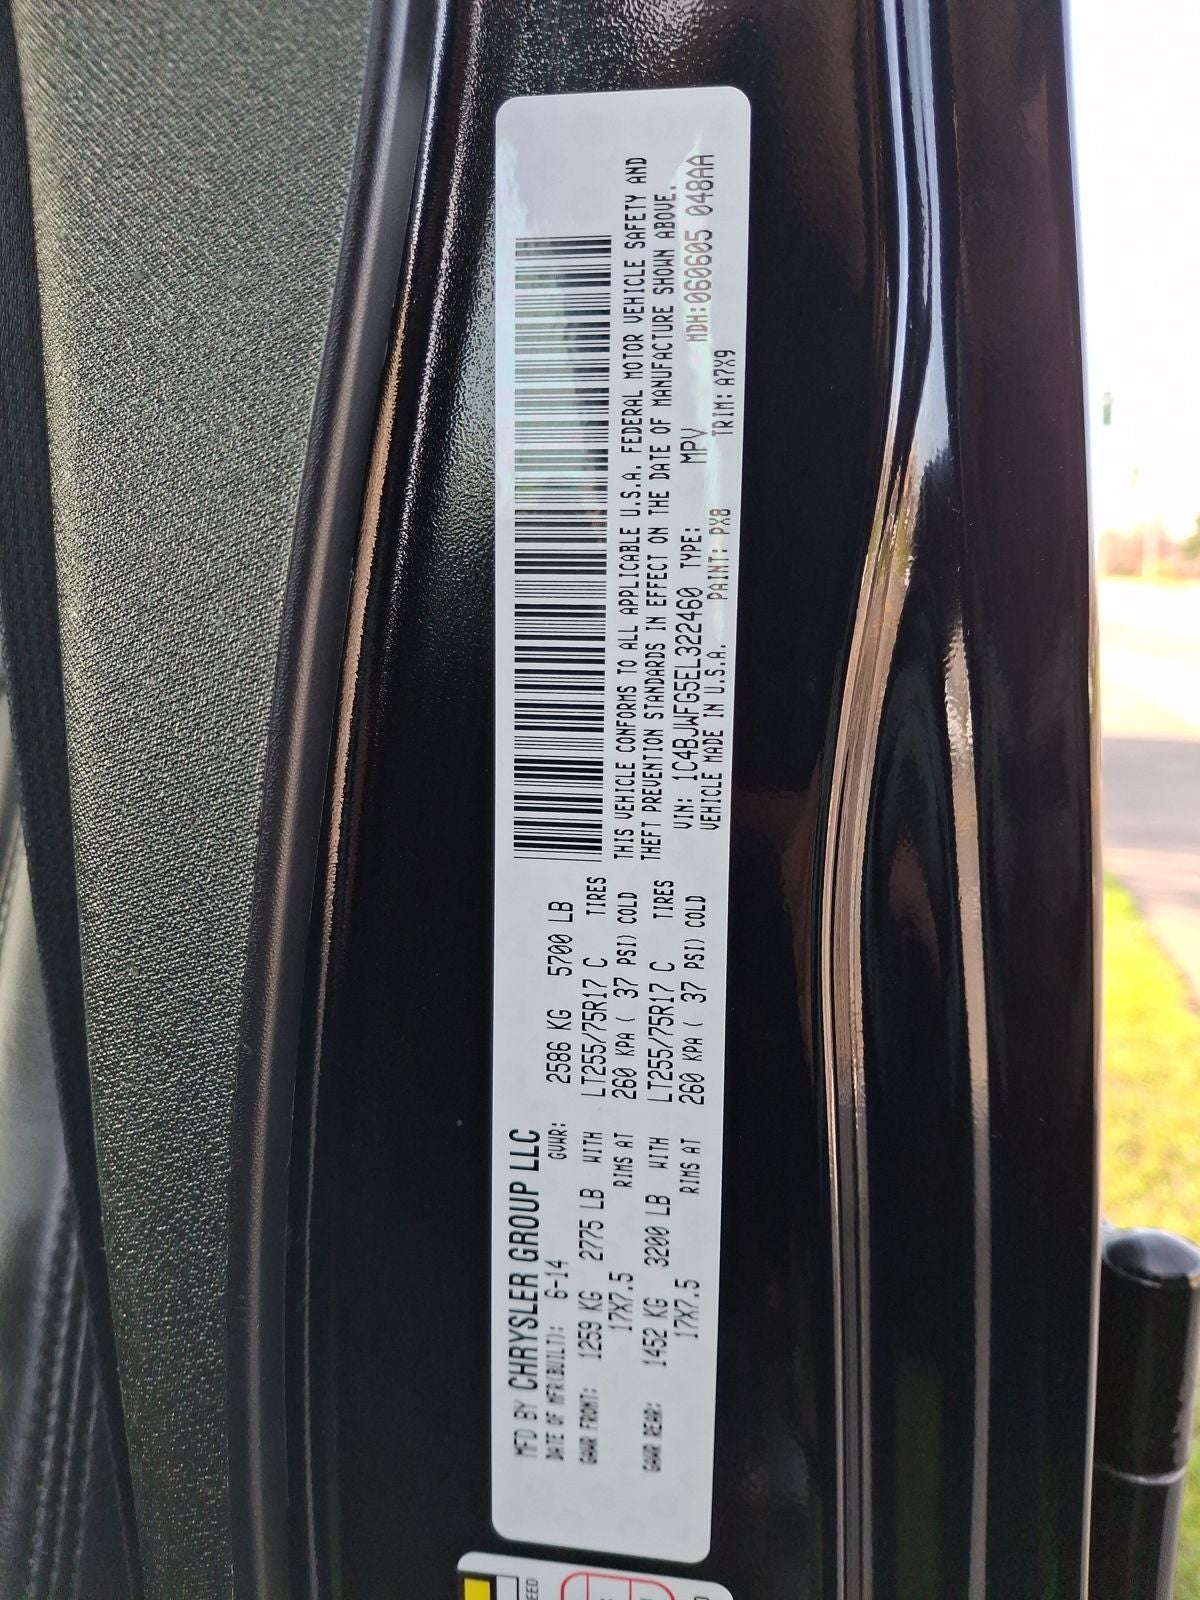 MFD BY CHRYSLER GROUP LLC
DATE OF MFR(BUILT): 6-14 GVWR: 2586 KG 5700 LB
GAWR FRONT: 1259 KG 2775 LB WITH LT255/75R17 C TIRES
17X7.5 RIMS AT 260 KPA ( 37 PSI) COLD
GAWR REAR: 1452 KG 3200 LB WITH LT255/75R17 C TIRES
17X7.5 RIMS AT 260 KPA ( 37 PSI) COLD
THIS VEHICLE CONFORMS TO ALL APPLICABLE U.S.A. FEDERAL MOTOR VEHICLE SAFETY AND
THEFT PREVENTION STANDARDS IN EFFECT ON THE DATE OF MANUFACTURE SHOWN ABOVE.
VIN: 1C4BJWFG5EL322460 TYPE: MPV MDH:060605 048AA
VEHICLE MADE IN U.S.A. PAINT: PX8 TRIM: A7X9